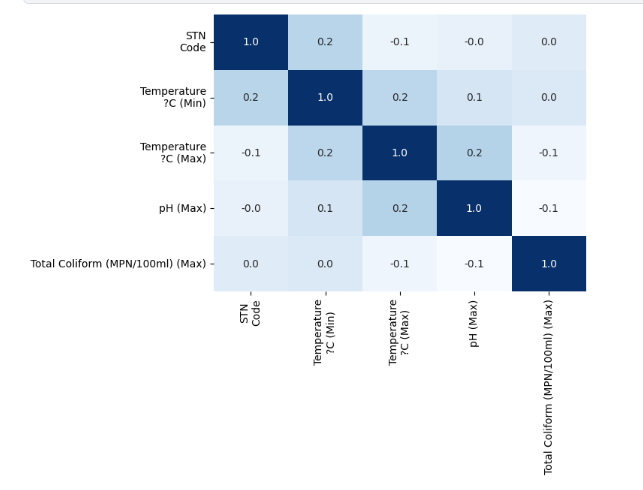 STN
Code
1.0 0.2 -0.1 -0.0 0.0
Temperature
?C (Min)
0.2 1.0 0.2 0.1 0.0
Temperature
?C (Max)
-0.1 0.2 1.0 0.2 -0.1
pH (Max)
-0.0 0.1 0.2 1.0 -0.1
Total Coliform (MPN/100ml) (Max)
0.0 0.0 -0.1 -0.1 1.0
STN
Code
Temperature
?C (Min)
Temperature
?C (Max)
pH (Max)
Total Coliform (MPN/100ml) (Max)